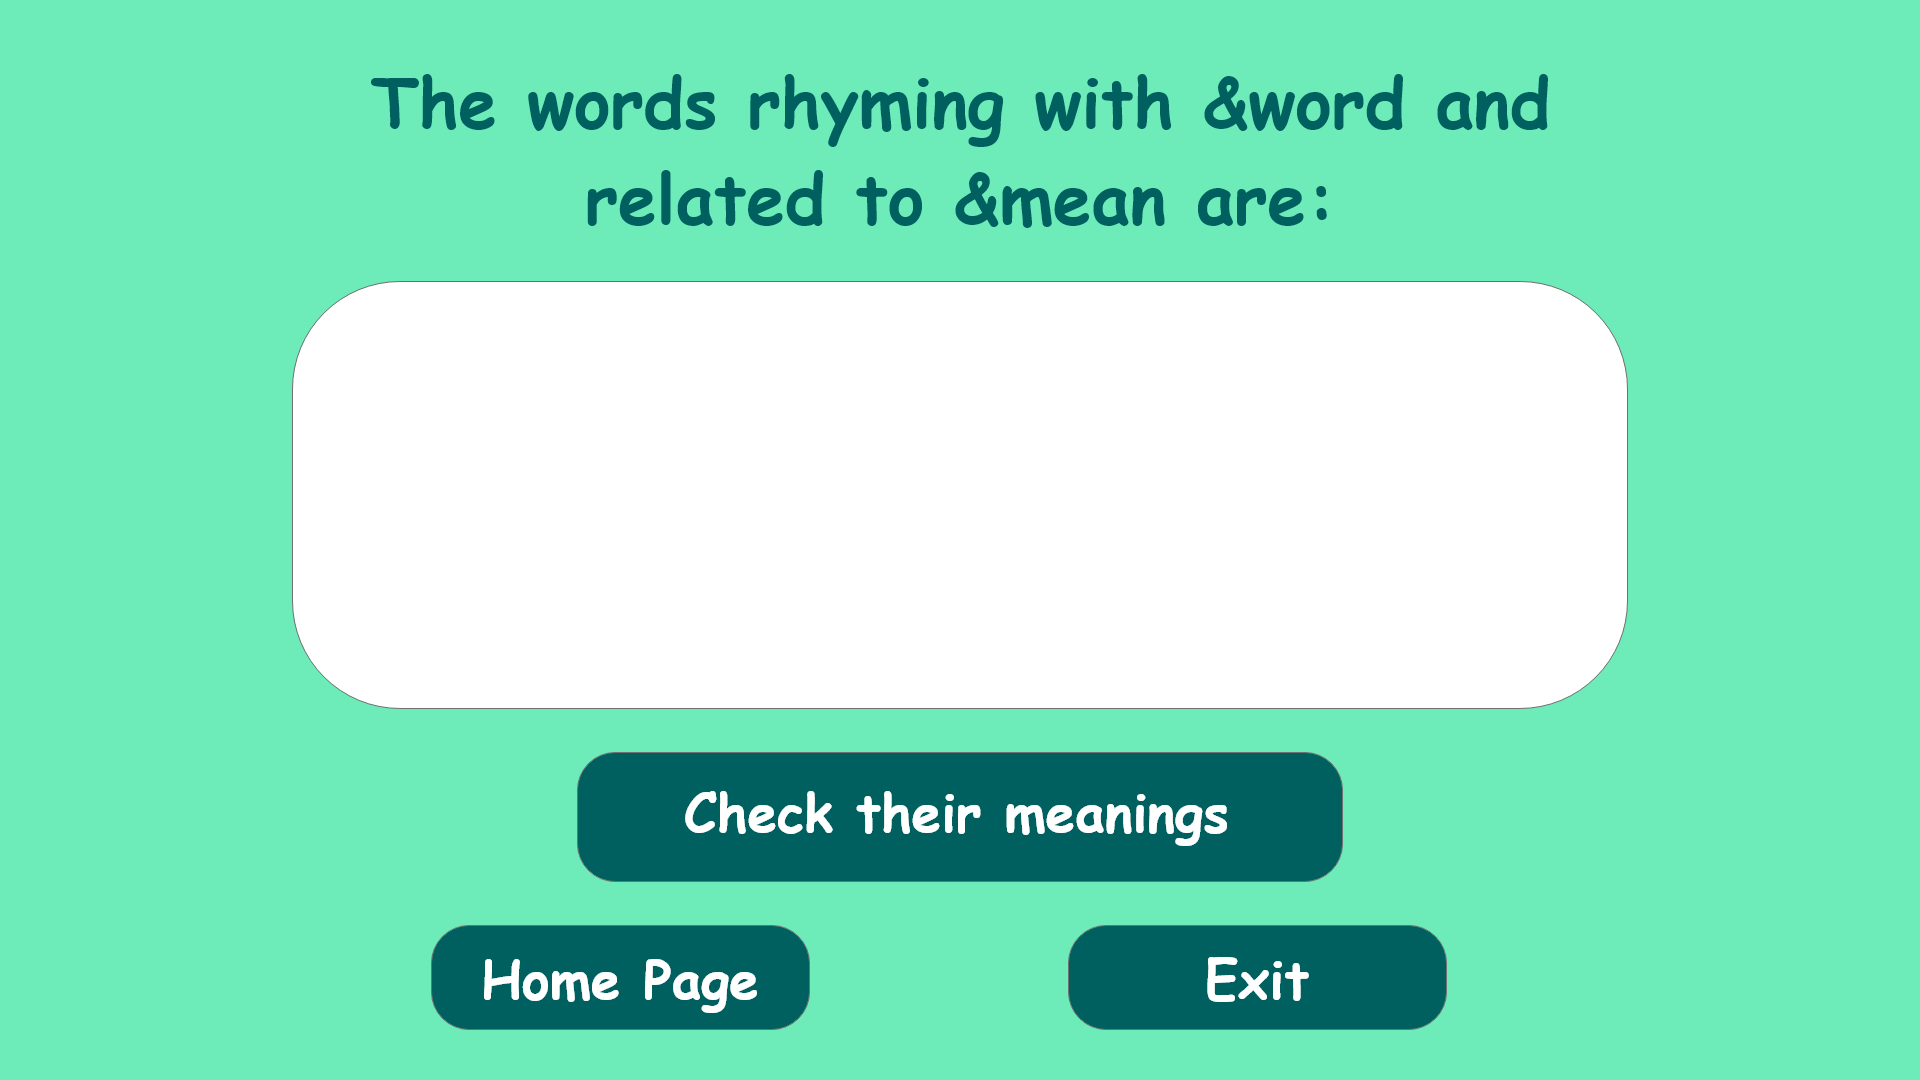 The words rhyming with &word and
related to &mean are:
Check their meanings
Home Page
Exit